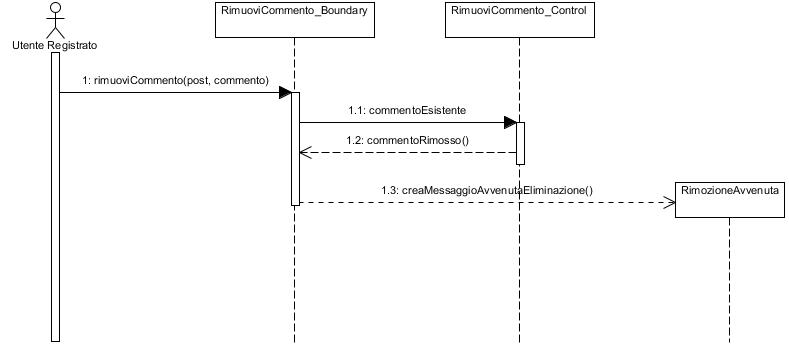 RimuoviCommento_Boundary
RimuoviCommento_Control
Utente Registrato
1: rimuoviCommento(post, commento)
1.1: commentoEsistente
1.2: commentoRimosso()
1.3: creaMessaggioAvvenutaEliminazione()
RimozioneAvvenuta